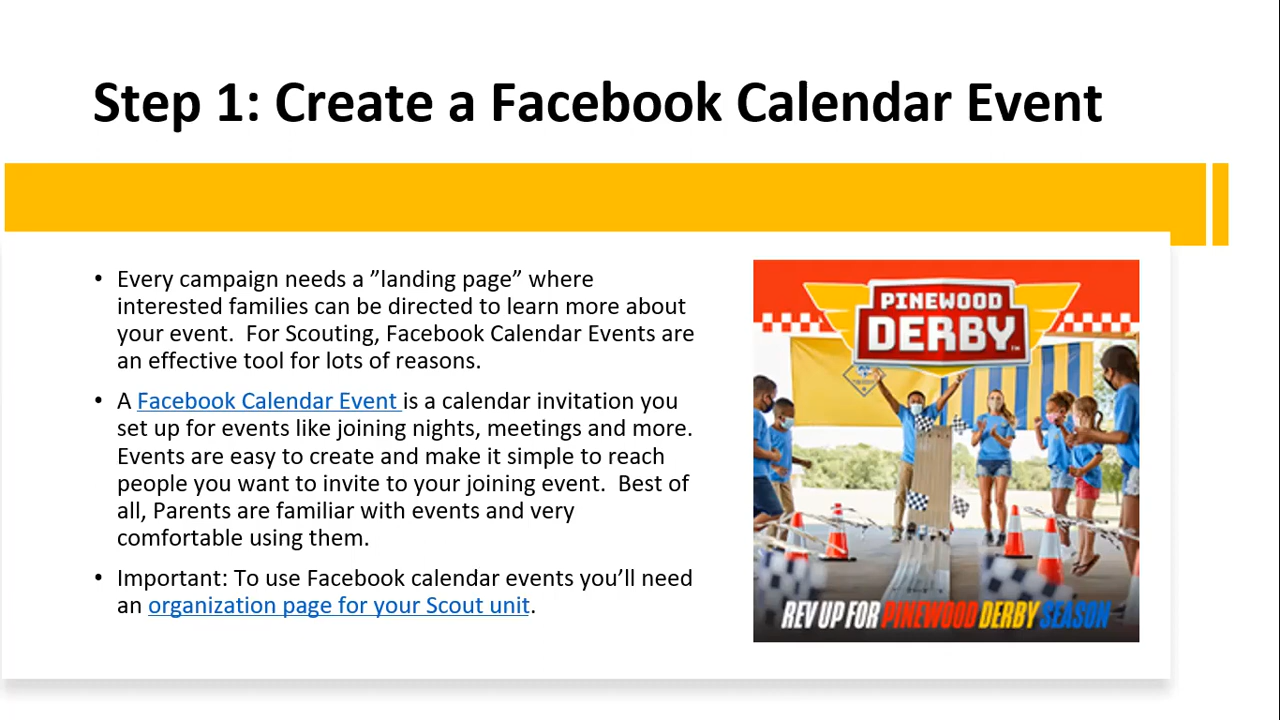 Step 1: Create a Facebook Calendar Event
• Every campaign needs a ”landing page” where
interested families can be directed to learn more about
your event.  For Scouting, Facebook Calendar Events are
an effective tool for lots of reasons.
• A Facebook Calendar Event is a calendar invitation you
set up for events like joining nights, meetings and more.
Events are easy to create and make it simple to reach
people you want to invite to your joining event.  Best of
all, Parents are familiar with events and very
comfortable using them.
• Important: To use Facebook calendar events you’ll need
an organization page for your Scout unit.
PINEWOOD
DERBY™
REV UP FOR PINEWOOD DERBY SEASON